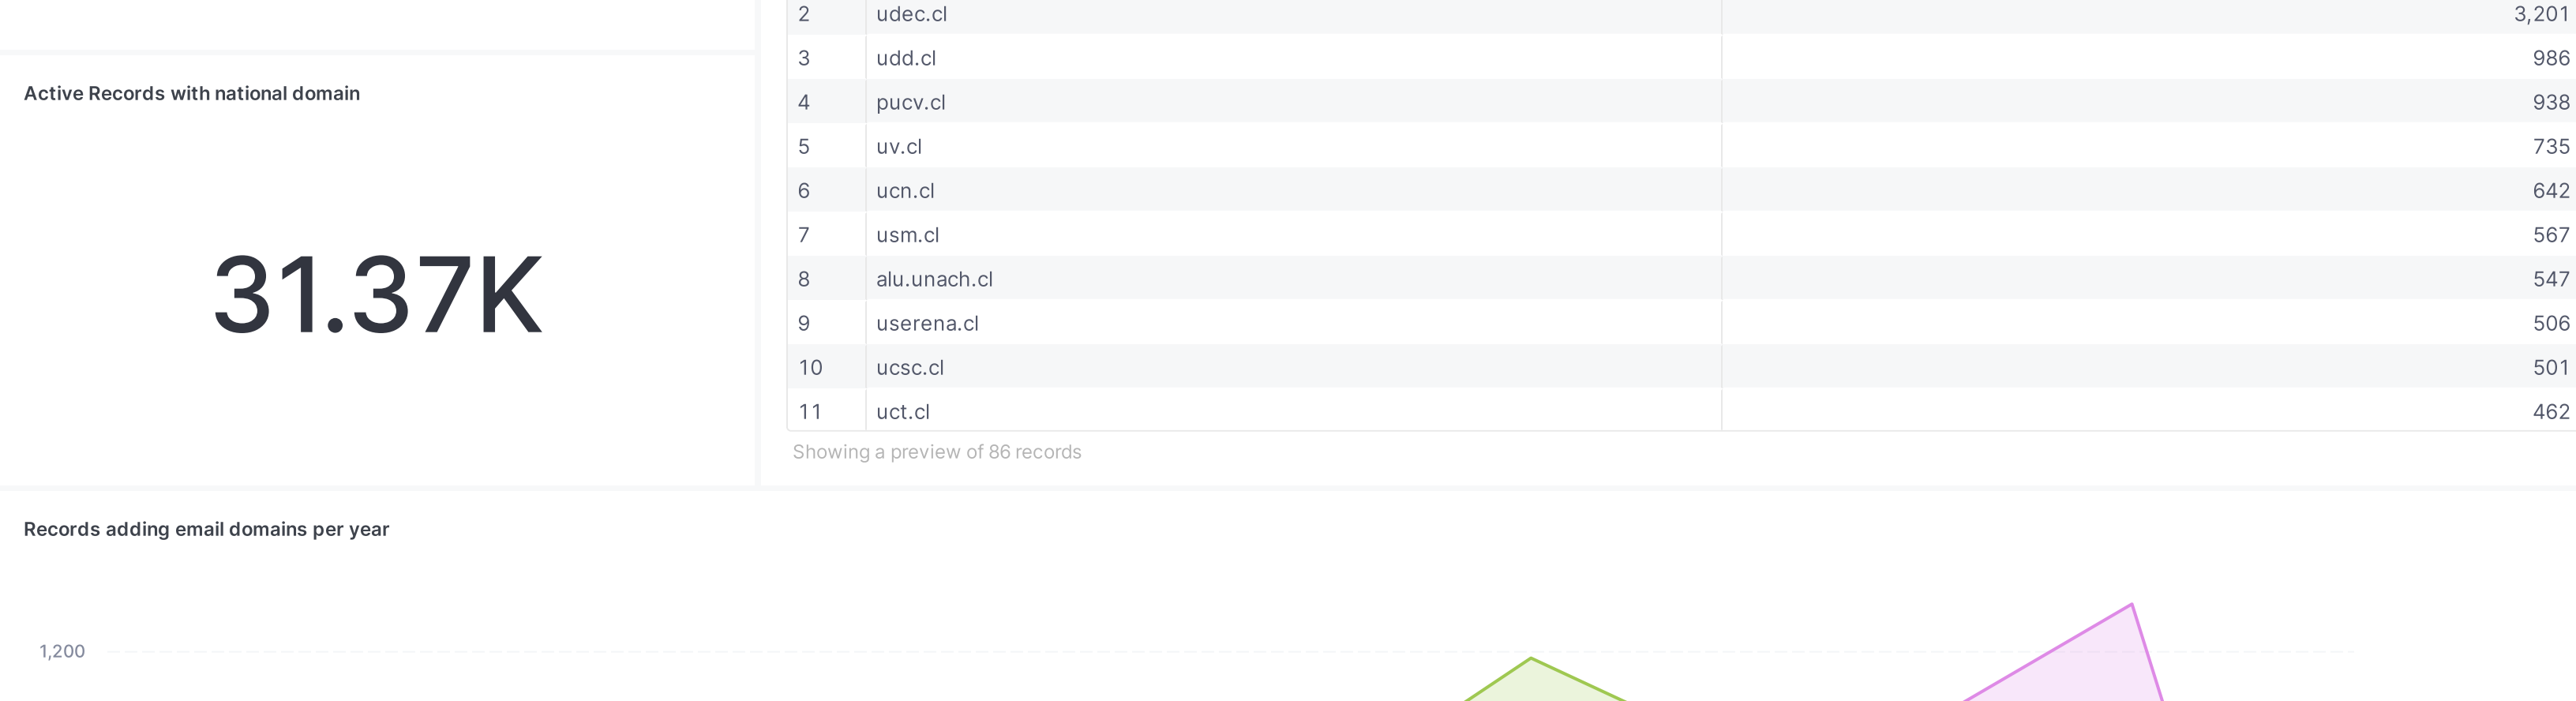 2 udec.cl 3,201
3 udd.cl 986
Active Records with national domain
4 pucv.cl 938
5 uv.cl 735
6 ucn.cl 642
7 usm.cl 567
31.37K
8 alu.unach.cl 547
9 userena.cl 506
10 ucsc.cl 501
11 uct.cl 462
Showing a preview of 86 records
Records adding email domains per year
1,200